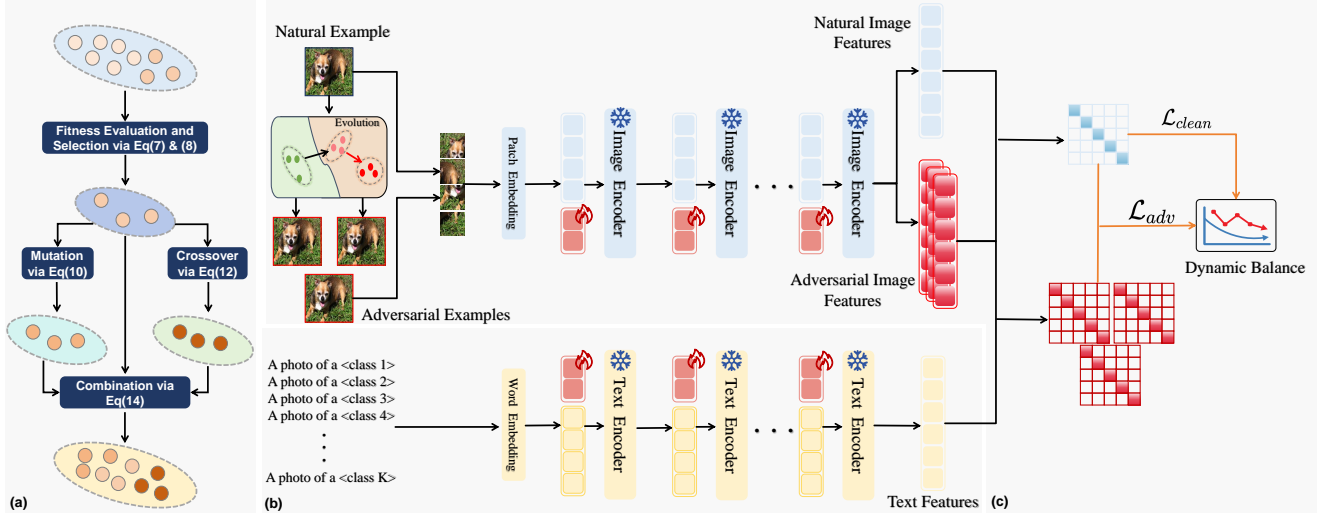 Fitness Evaluation and
Selection via Eq(7) & (8)
Mutation
via Eq(10)
Crossover
via Eq(12)
Combination via
Eq(14)
(a)
Natural Example
Evolution
Adversarial Examples
Patch Embedding
Image Encoder
Image Encoder
. . .
Image Encoder
Natural Image
Features
Adversarial Image
Features
A photo of a <class 1>
A photo of a <class 2>
A photo of a <class 3>
A photo of a <class 4>
.
.
.
A photo of a <class K>
Word Embedding
Text Encoder
Text Encoder
. . .
Text Encoder
Text Features
(b)
ℒclean
ℒadv
Dynamic Balance
(c)